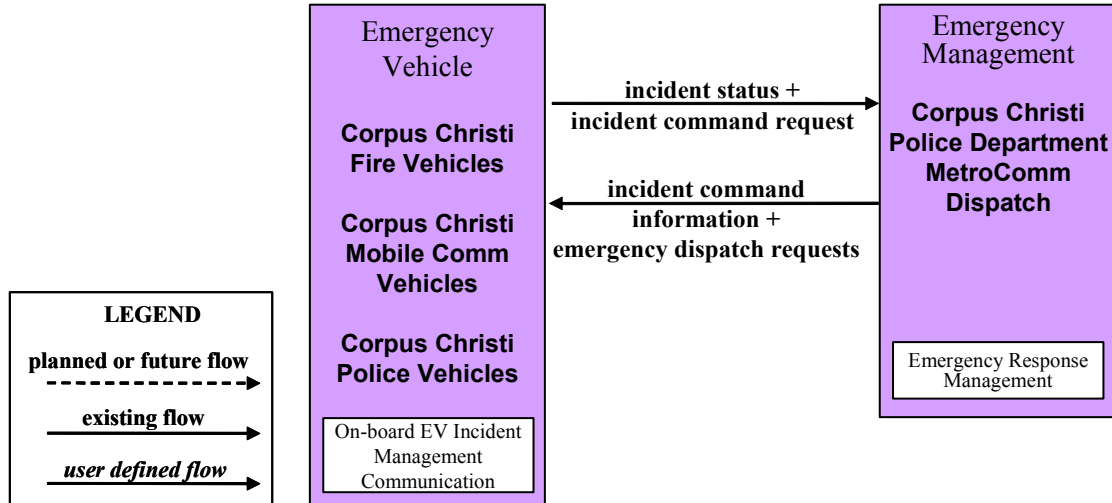 Emergency
Vehicle
Corpus Christi
Fire Vehicles
Corpus Christi
Mobile Comm
Vehicles
Corpus Christi
Police Vehicles
On-board EV Incident
Management
Communication
incident status +
incident command request
incident command
information +
emergency dispatch requests
Emergency
Management
Corpus Christi
Police Department
MetroComm
Dispatch
Emergency Response
Management
LEGEND
planned or future flow
existing flow
user defined flow